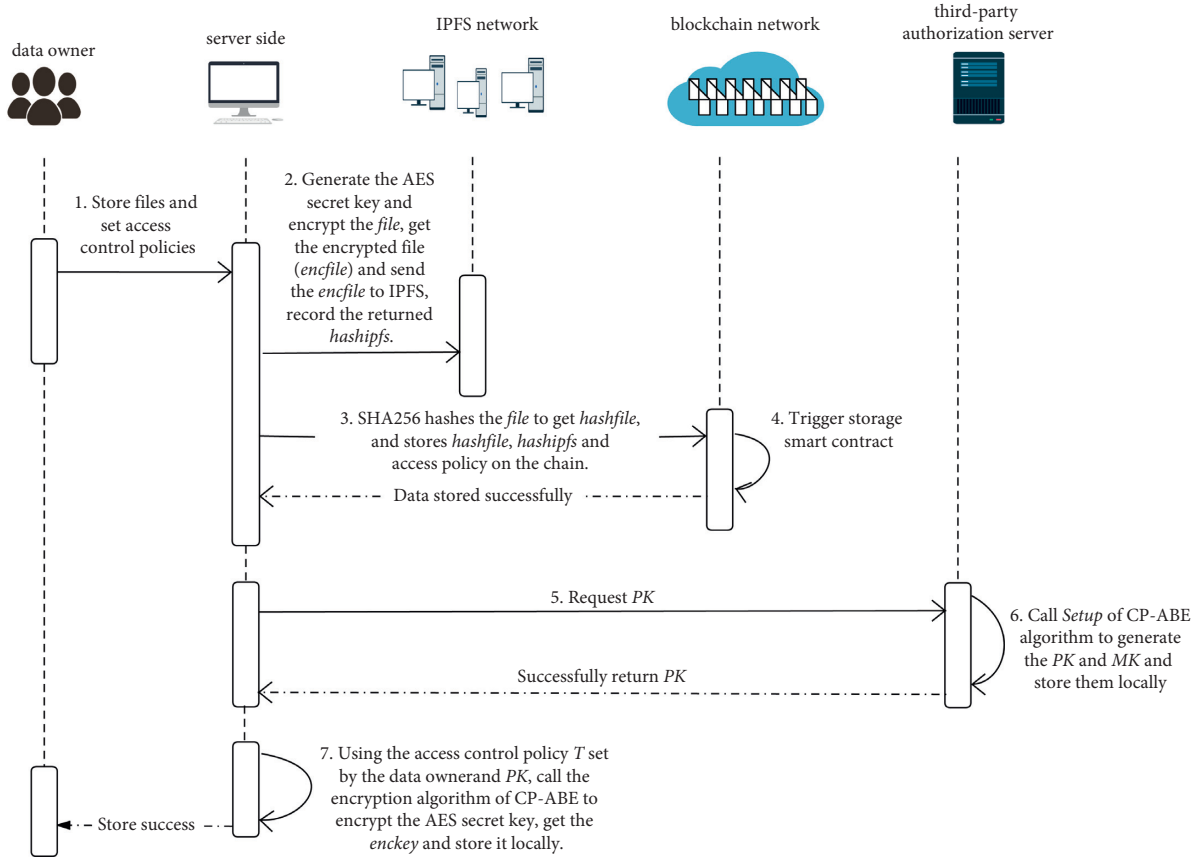 data owner
server side
IPFS network
blockchain network
third-party
authorization server
1. Store files and
set access
control policies
2. Generate the AES
secret key and
encrypt the file, get
the encrypted file
(encfile) and send
the encfile to IPFS,
record the returned
hashipfs.
3. SHA256 hashes the file to get hashfile,
and stores hashfile, hashipfs and
access policy on the chain.
4. Trigger storage
smart contract
Data stored successfully
5. Request PK
6. Call Setup of CP-ABE
algorithm to generate
the PK and MK and
store them locally
Successfully return PK
7. Using the access control policy T set
by the data ownerand PK, call the
encryption algorithm of CP-ABE to
encrypt the AES secret key, get the
enckey and store it locally.
Store success